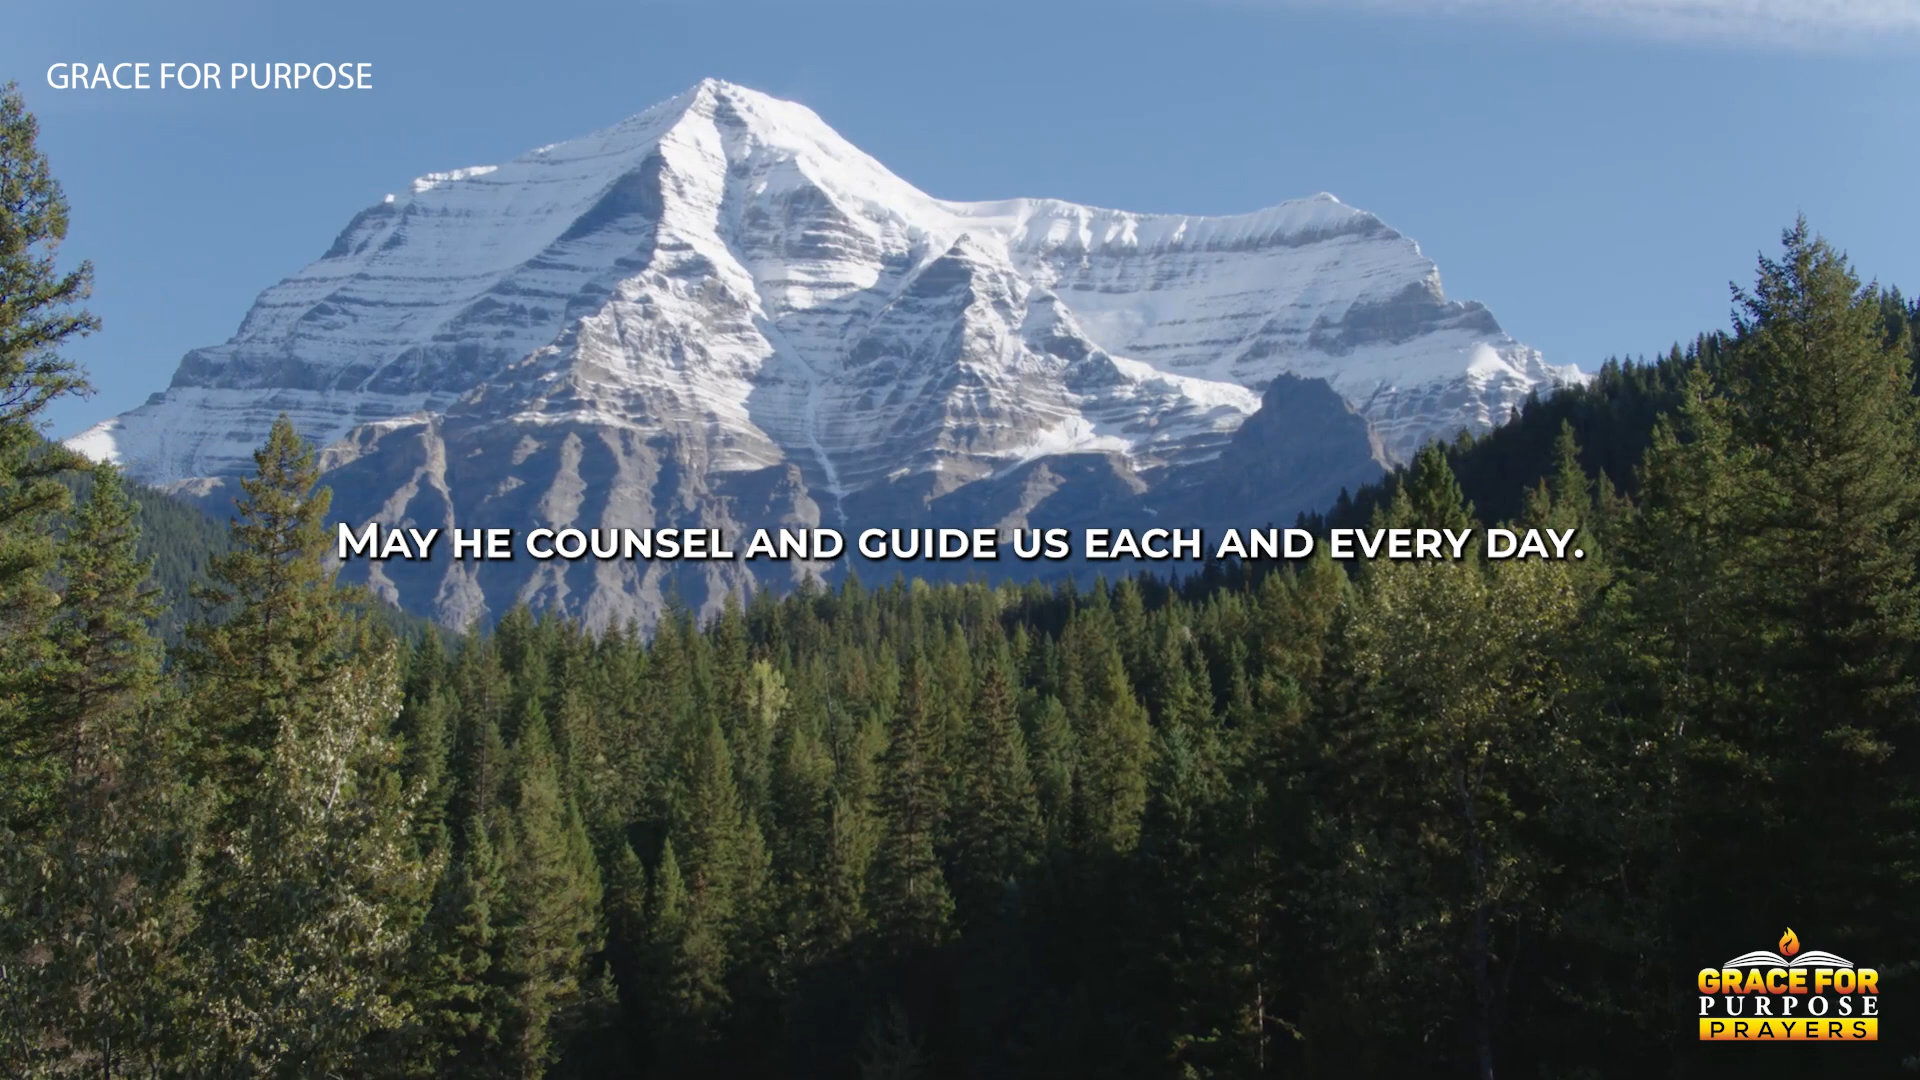 GRACE FOR PURPOSE
MAY HE COUNSEL AND GUIDE US EACH AND EVERY DAY.
GRACE FOR
PURPOSE
PRAYERS